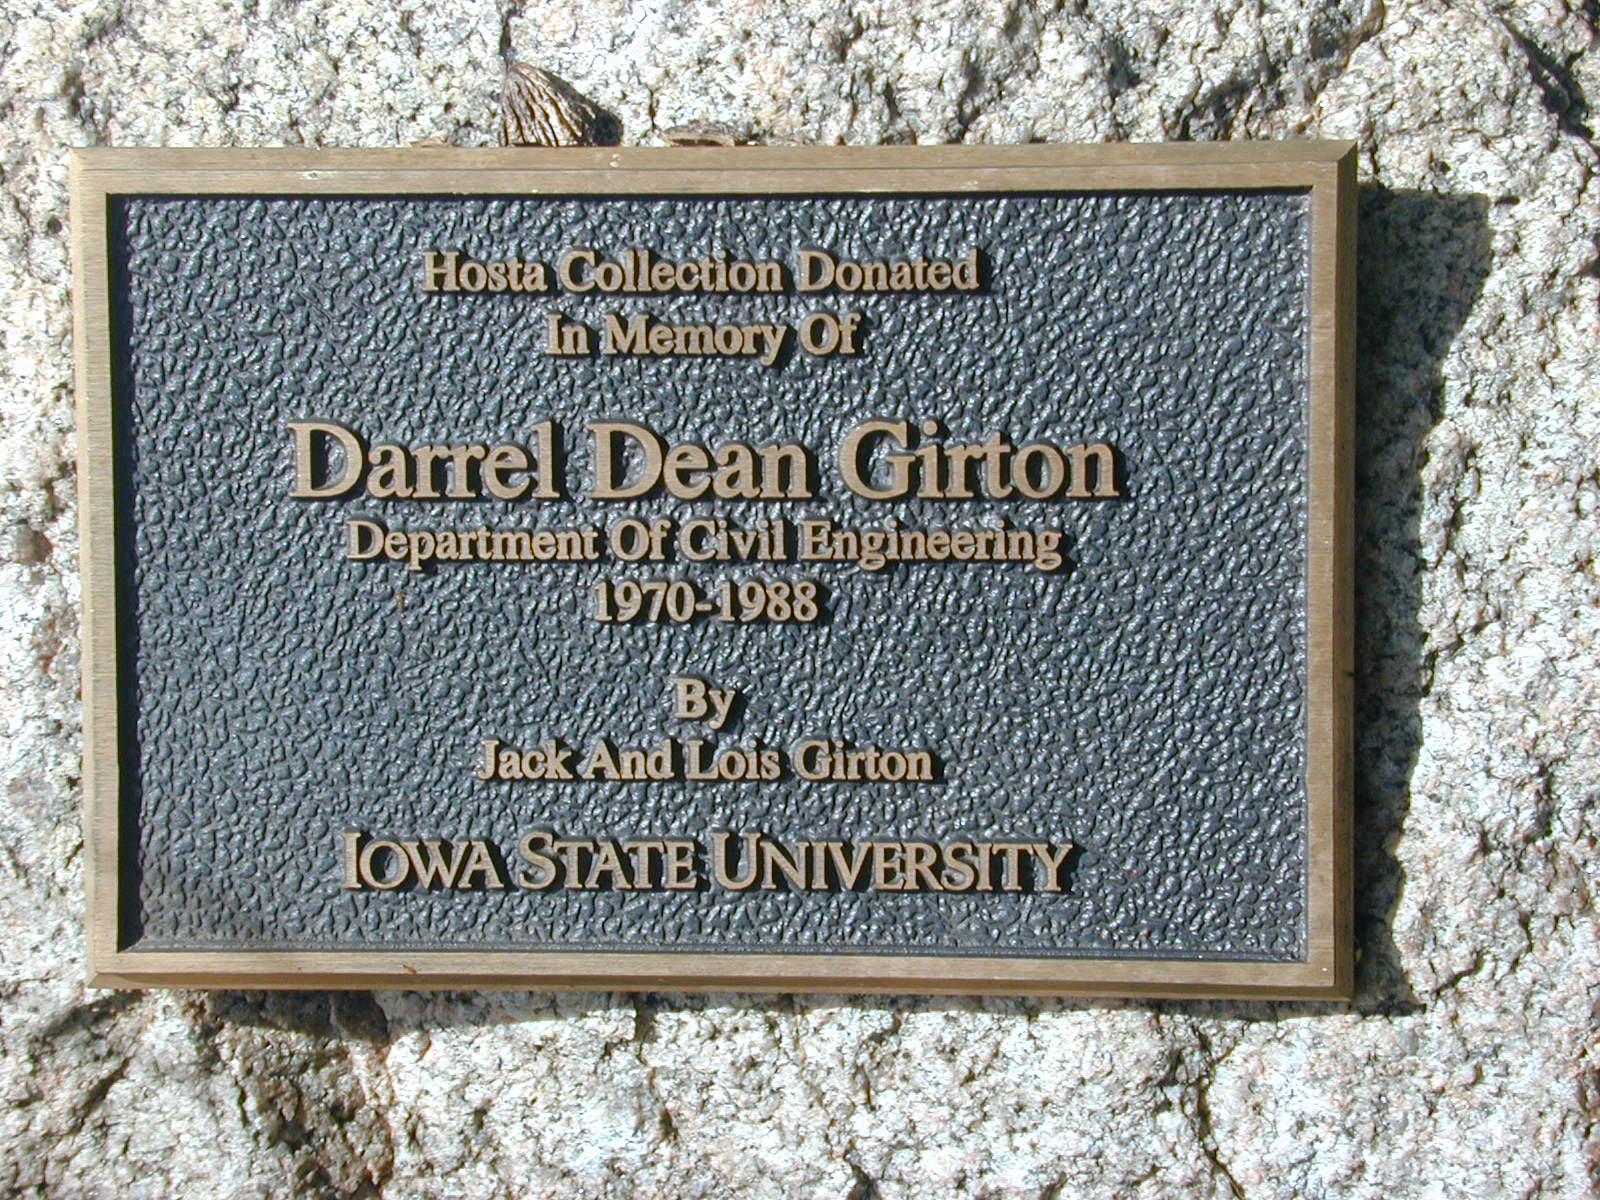 Hosta Collection Donated
In Memory Of
Darrel Dean Girton
Department Of Civil Engineering
1970-1988
By
Jack And Lois Girton
IOWA STATE UNIVERSITY